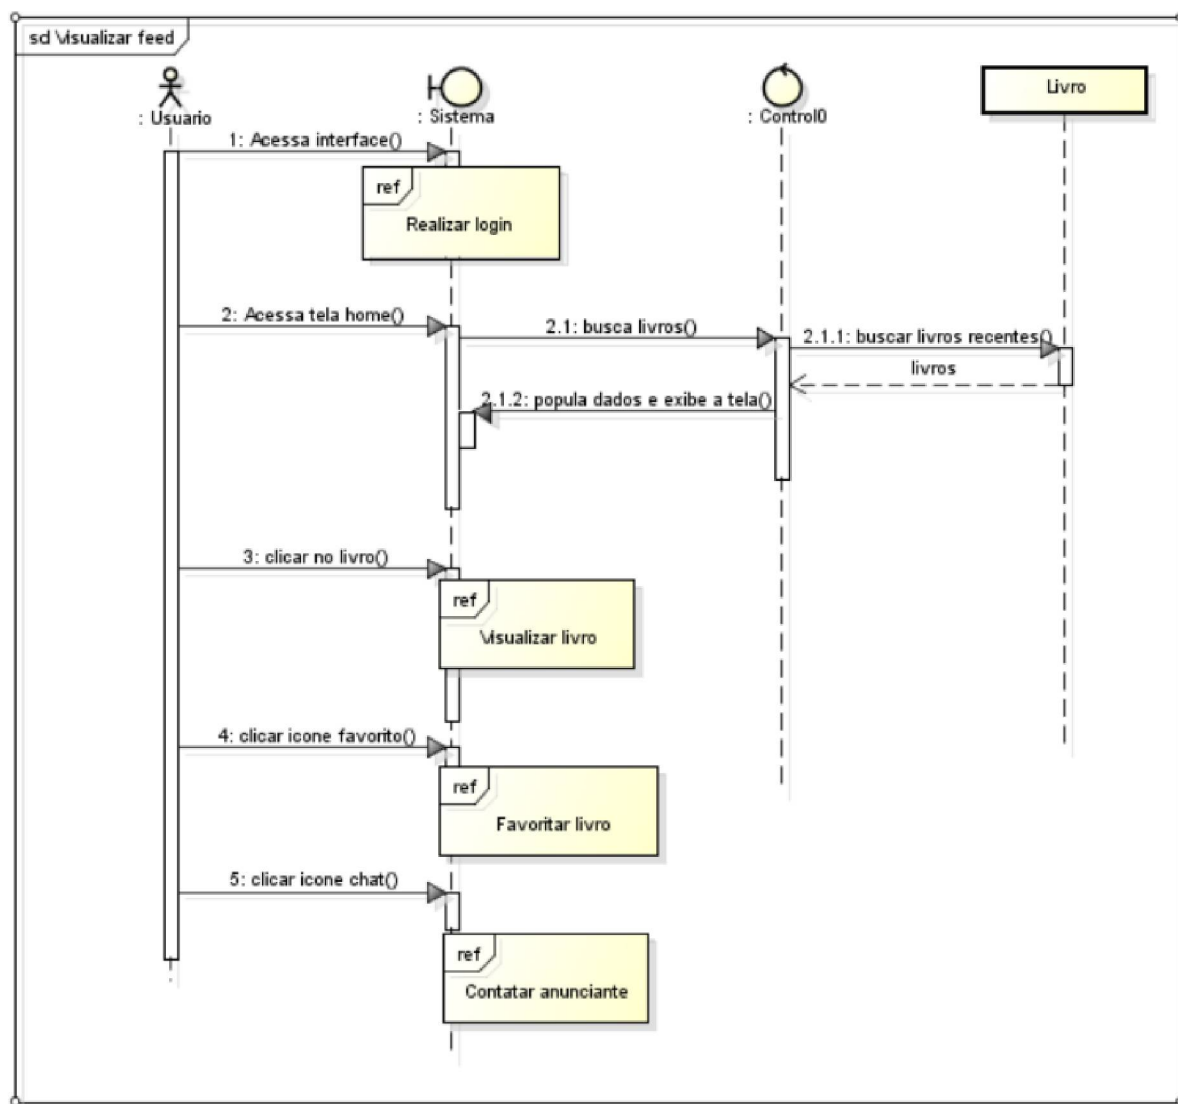 sd Visualizar feed
: Usuario
: Sistema
: Control0
Livro
1: Acessa interface()
ref
Realizar login
2: Acessa tela home()
2.1: busca livros()
2.1.1: buscar livros recentes()
livros
2.1.2: popula dados e exibe a tela()
3: clicar no livro()
ref
Visualizar livro
4: clicar icone favorito()
ref
Favoritar livro
5: clicar icone chat()
ref
Contatar anunciante